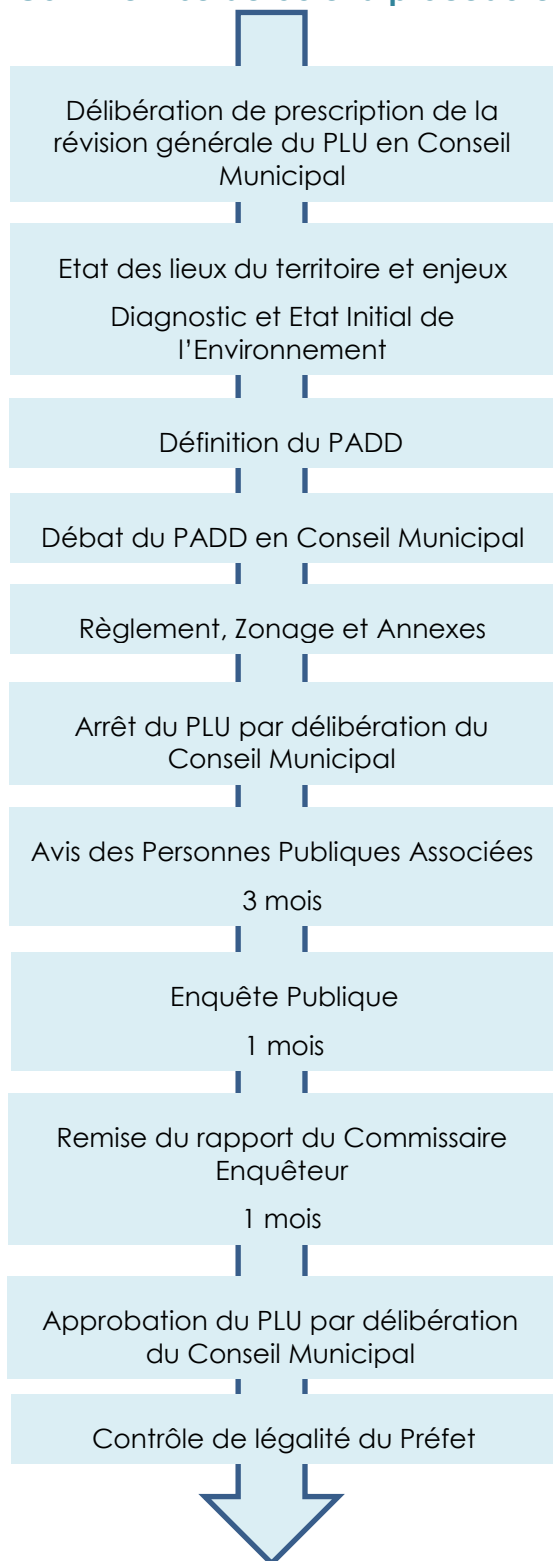 Délibération de prescription de la
révision générale du PLU en Conseil
Municipal
Etat des lieux du territoire et enjeux
Diagnostic et Etat Initial de
l'Environnement
Définition du PADD
Débat du PADD en Conseil Municipal
Règlement, Zonage et Annexes
Arrêt du PLU par délibération du
Conseil Municipal
Avis des Personnes Publiques Associées
3 mois
Enquête Publique
1 mois
Remise du rapport du Commissaire
Enquêteur
1 mois
Approbation du PLU par délibération
du Conseil Municipal
Contrôle de légalité du Préfet